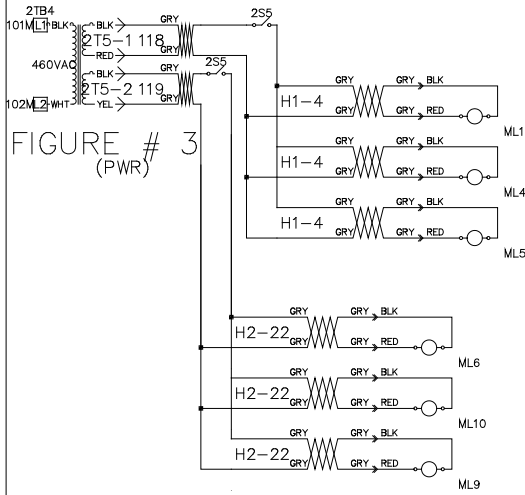 2TB4
GRY
2S5
101 ML1 BLK
BLK
2T5-1 118
GRY
RED
460VAC
2S5
BLK
GRY
2T5-2 119
102 ML2 WHT
YEL
GRY
FIGURE # 3
(PWR)
GRY GRY BLK
H1-4
GRY GRY RED
ML1
GRY GRY BLK
H1-4
GRY GRY RED
ML4
GRY GRY BLK
H1-4
GRY GRY RED
ML5
GRY GRY BLK
H2-22
GRY GRY RED
ML6
GRY GRY BLK
H2-22
GRY GRY RED
ML10
GRY GRY BLK
H2-22
GRY GRY RED
ML9